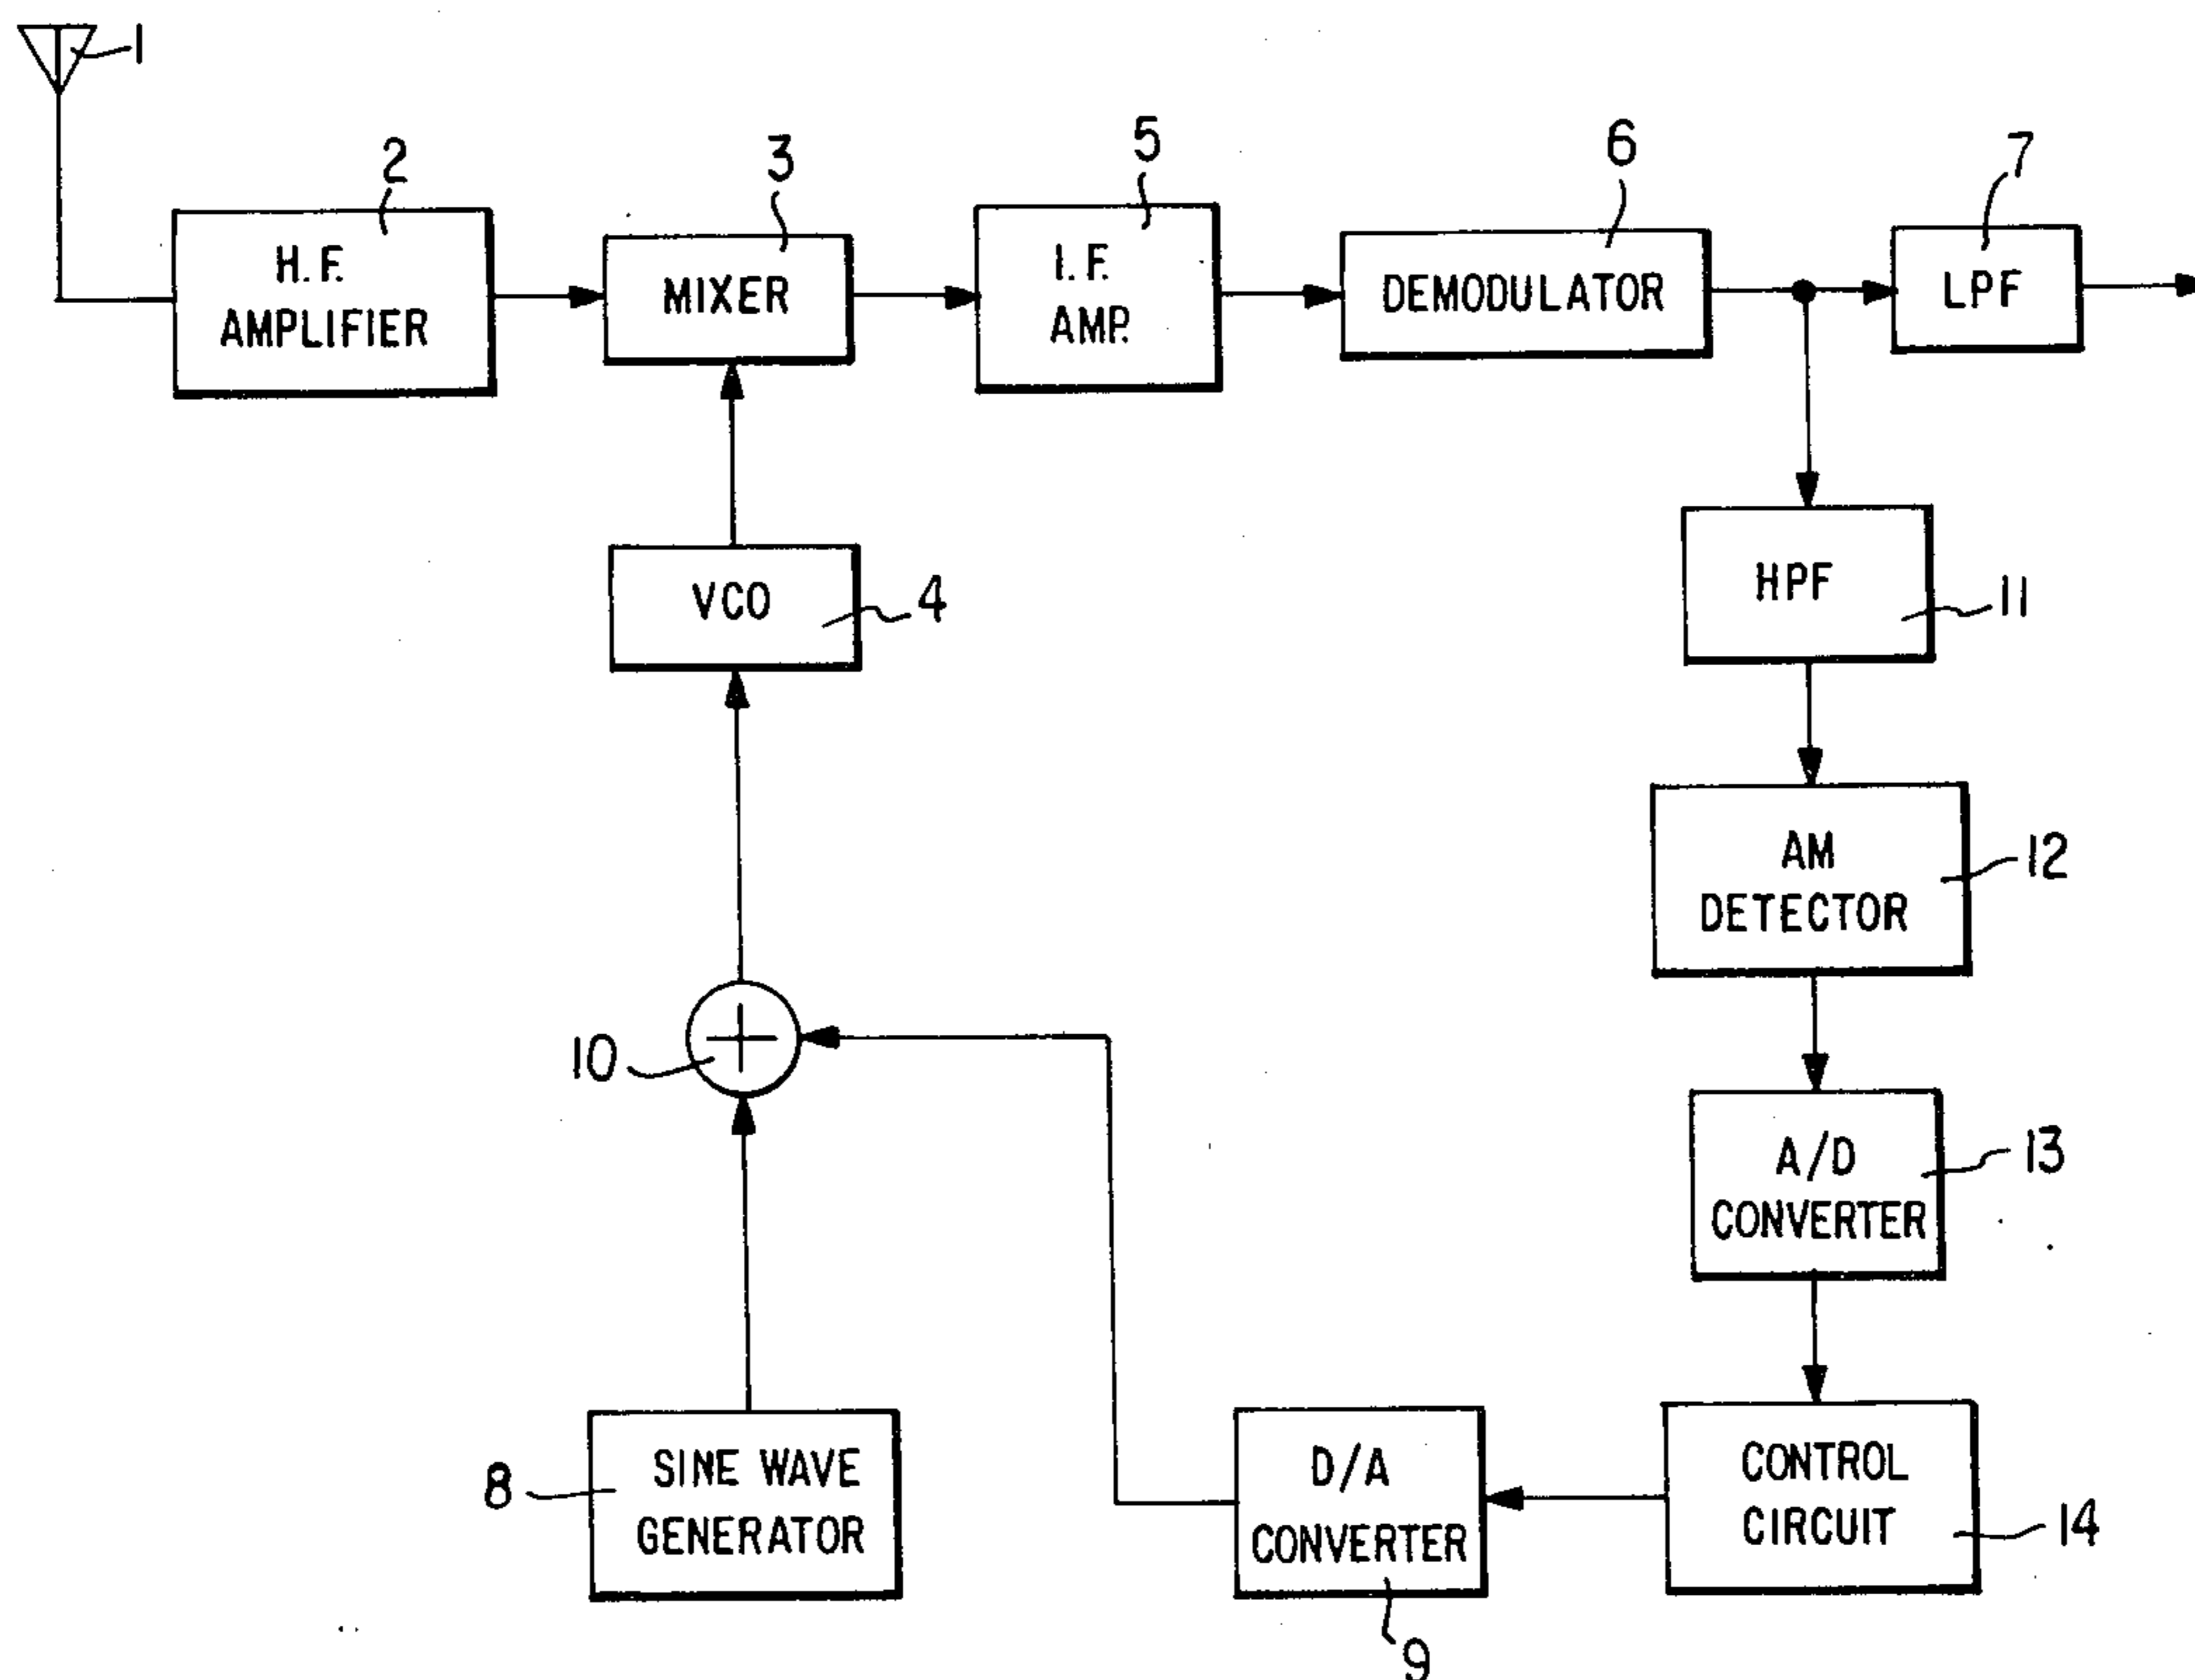 1
2
H.F.
AMPLIFIER
3
MIXER
5
I.F.
AMP.
6
DEMODULATOR
7
LPF
VCO
4
HPF
11
AM
DETECTOR
12
10
A/D
CONVERTER
13
8
SINE WAVE
GENERATOR
D/A
CONVERTER
9
CONTROL
CIRCUIT
14